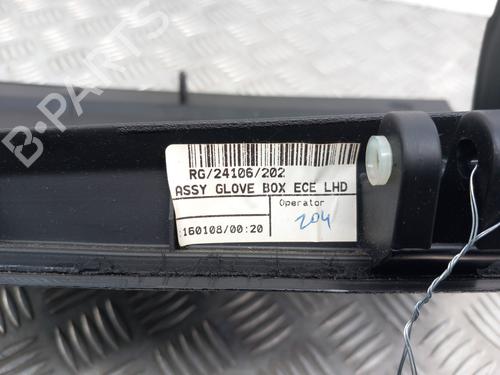 RG/24106/202
ASSY GLOVE BOX ECE LHD
Operator
204
:160108/00:20
B-PARTS